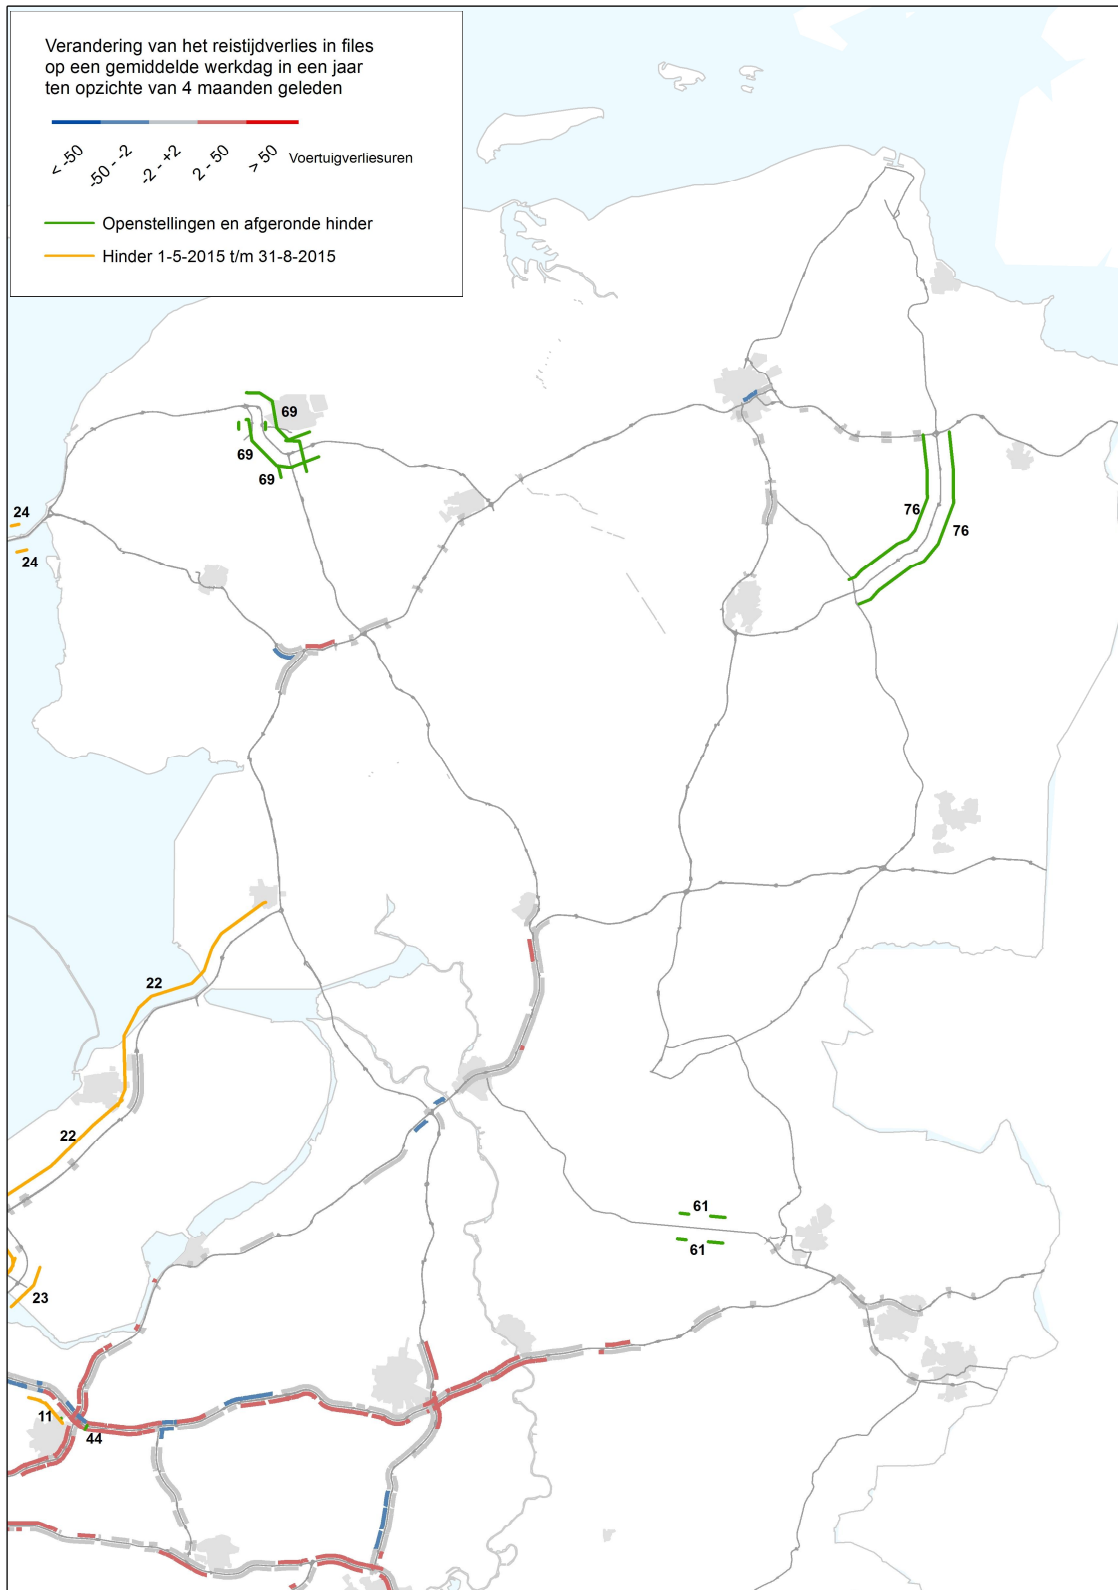 Verandering van het reistijdverlies in files
op een gemiddelde werkdag in een jaar
ten opzichte van 4 maanden geleden
< -50
-50 - -2
-2 - +2
2 - 50
> 50
Voertuigverliesuren
Openstellingen en afgeronde hinder
Hinder 1-5-2015 t/m 31-8-2015
69
69
69
24
24
76
76
22
22
61
61
23
11
44